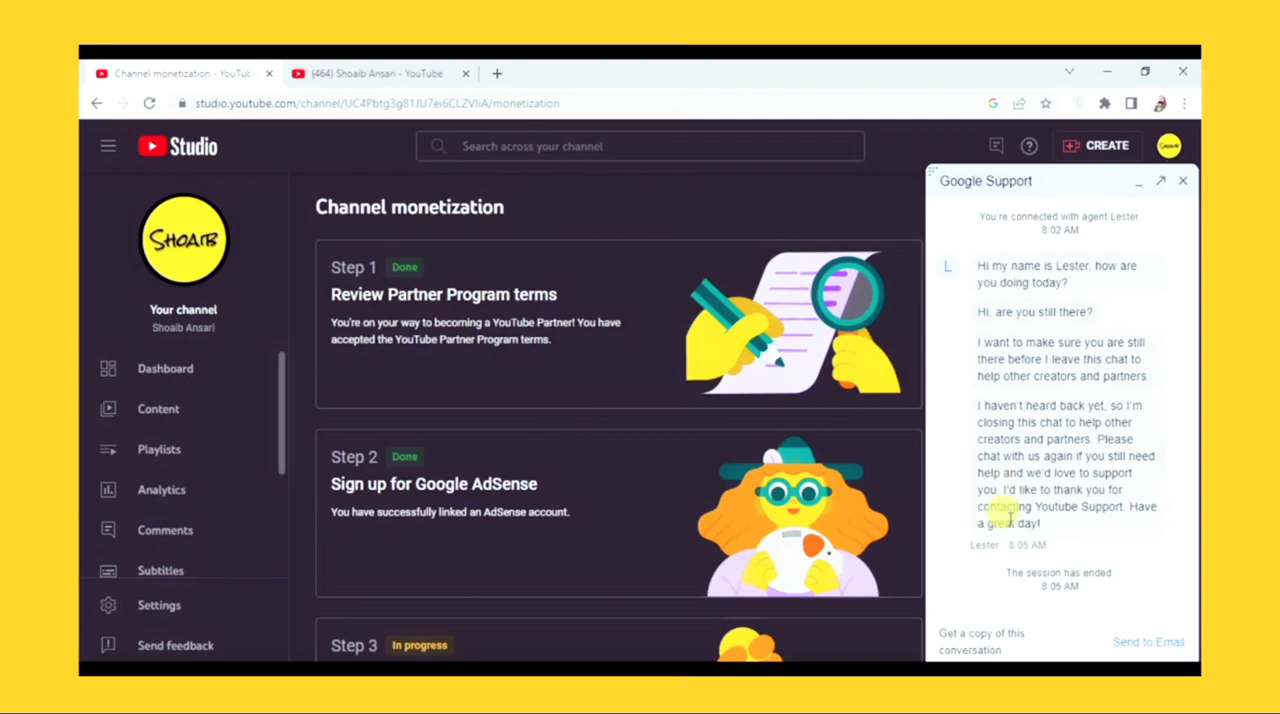 Channel monetization - YouTub
(464) Shoaib Ansari - YouTube
studio.youtube.com/channel/UC4Pbtg3g81JU7ei6CLZVIiA/monetization
Studio
Search across your channel
CREATE
SHOAIB
Your channel
Shoaib Ansari
Dashboard
Content
Playlists
Analytics
Comments
Subtitles
Settings
Send feedback
Channel monetization
Step 1 Done
Review Partner Program terms
You're on your way to becoming a YouTube Partner! You have
accepted the YouTube Partner Program terms.
Step 2 Done
Sign up for Google AdSense
You have successfully linked an AdSense account.
Step 3 In progress
Google Support
You're connected with agent Lester
8:02 AM
L
Hi my name is Lester, how are
you doing today?
Hi, are you still there?
I want to make sure you are still
there before I leave this chat to
help other creators and partners.
I haven't heard back yet, so I'm
closing this chat to help other
creators and partners. Please
chat with us again if you still need
help and we'd love to support
you. I'd like to thank you for
contacting Youtube Support. Have
a great day!
Lester 8:05 AM
The session has ended
8:05 AM
Get a copy of this
conversation
Send to Email